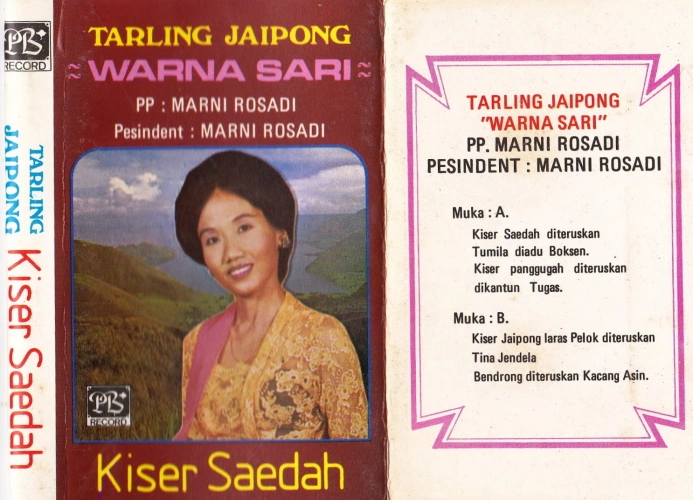 PB
RECORD
TARLING
JAIPONG
Kiser Saedah
TARLING JAIPONG
WARNA SARI
PP : MARNI ROSADI
Pesindent : MARNI ROSADI
PB
RECORD
Kiser Saedah
TARLING JAIPONG
"WARNA SARI"
PP. MARNI ROSADI
PESINDENT : MARNI ROSADI
Muka : A.
Kiser Saedah diteruskan
Tumila diadu Boksen.
Kiser panggugah diteruskan
dikantun Tugas.
Muka : B.
Kiser Jaipong laras Pelok diteruskan
Tina Jendela
Bendrong diteruskan Kacang Asin.